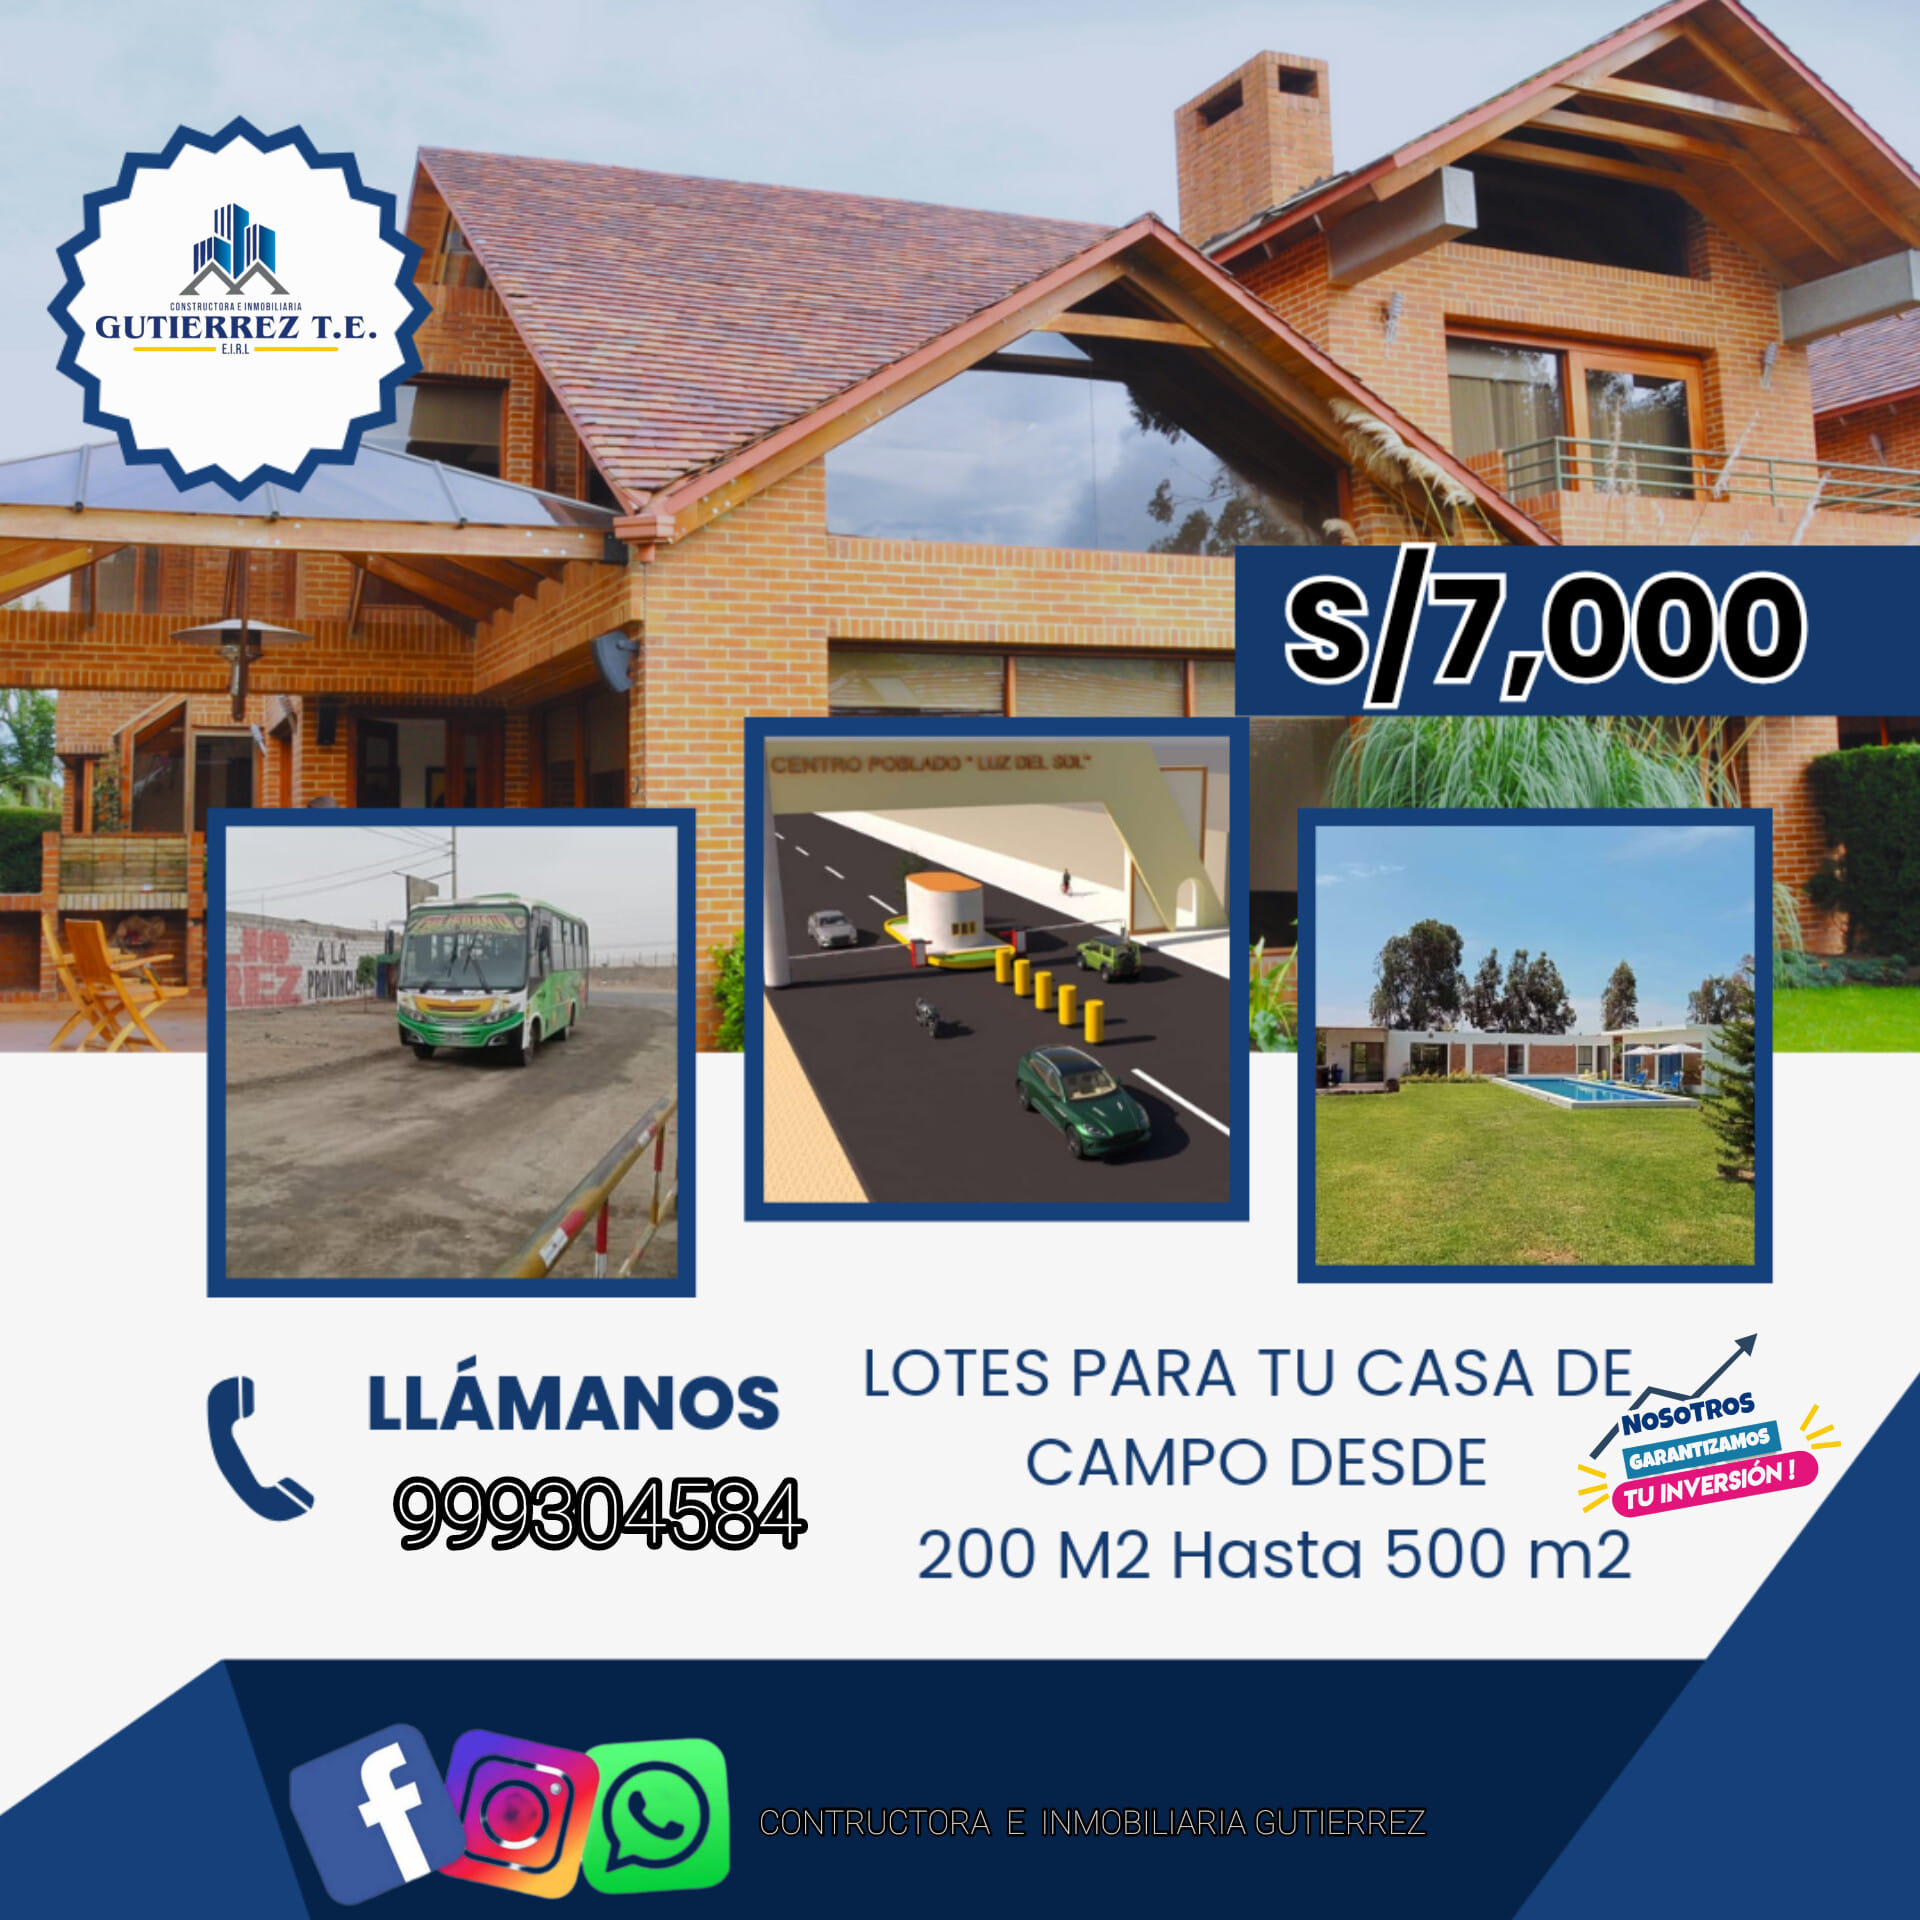 CONSTRUCTORA E INMOBILIARIA
GUTIERREZ T.E.
E.I.R.L
S/7,000
CENTRO POBLADO " LUZ DEL SOL"
REZ
A LA
PROVINCIA
LLÁMANOS
999304584
LOTES PARA TU CASA DE
CAMPO DESDE
200 M2 Hasta 500 m2
NOSOTROS
GARANTIZAMOS
TU INVERSIÓN !
CONTRUCTORA E INMOBILIARIA GUTIERREZ